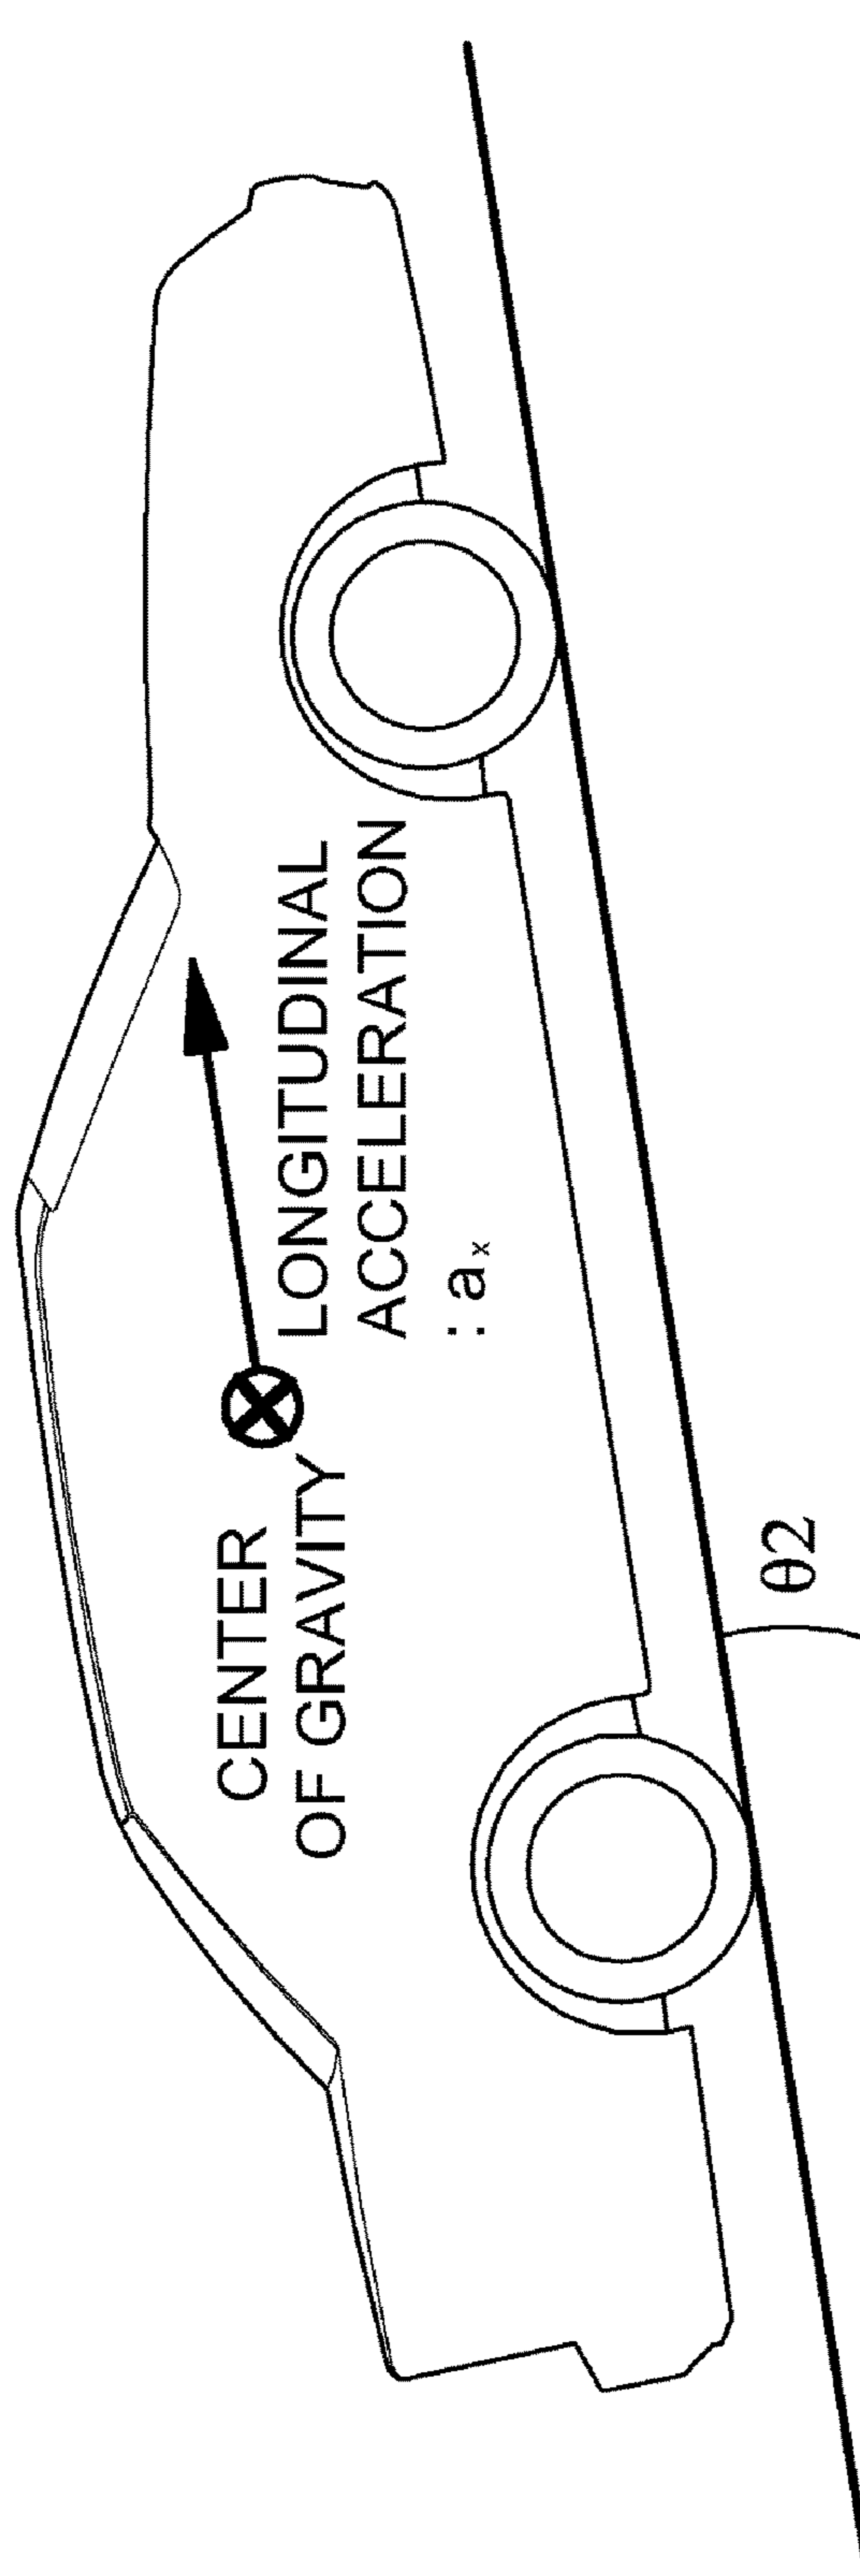 CENTER
OF GRAVITY
LONGITUDINAL
ACCELERATION
: aₓ
θ2